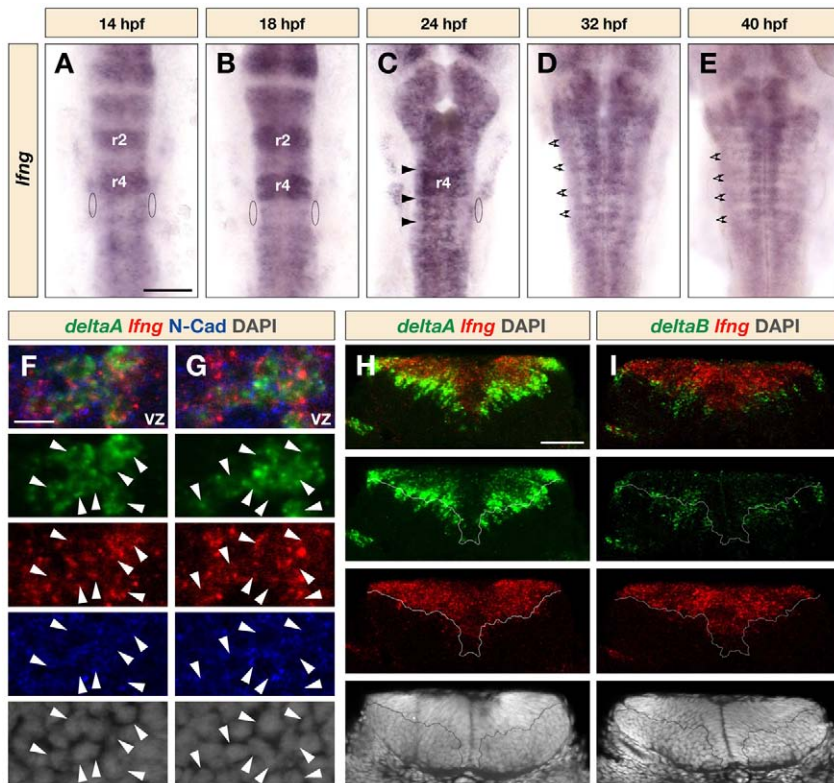 14 hpf
18 hpf
24 hpf
32 hpf
40 hpf
lfng
A
B
C
D
E
r2
r2
r4
r4
r4
deltaA lfng N-Cad DAPI
deltaA lfng DAPI
deltaB lfng DAPI
F
G
H
I
VZ
VZ